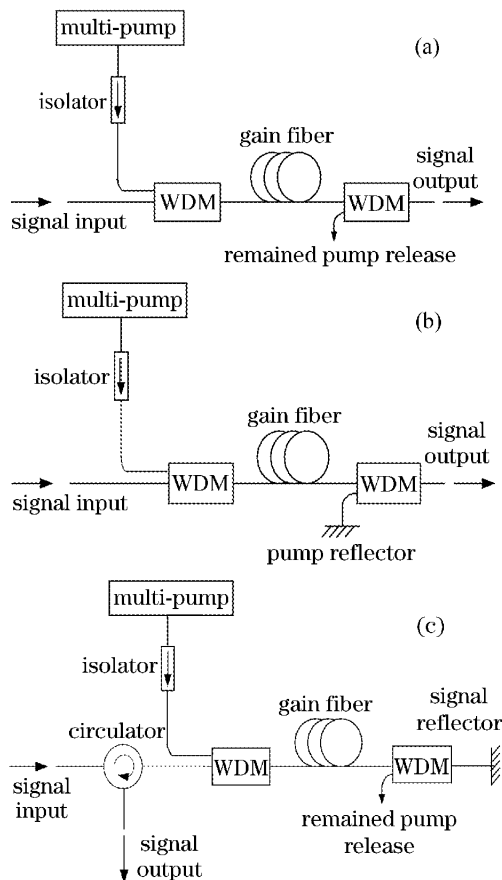 multi-pump
(a)
isolator
gain fiber
signal
output
WDM
WDM
signal input
remained pump release
multi-pump
(b)
isolator
gain fiber
signal
output
WDM
WDM
signal input
pump reflector
multi-pump
(c)
isolator
gain fiber
signal
reflector
circulator
WDM
WDM
signal
input
remained pump
release
signal
output